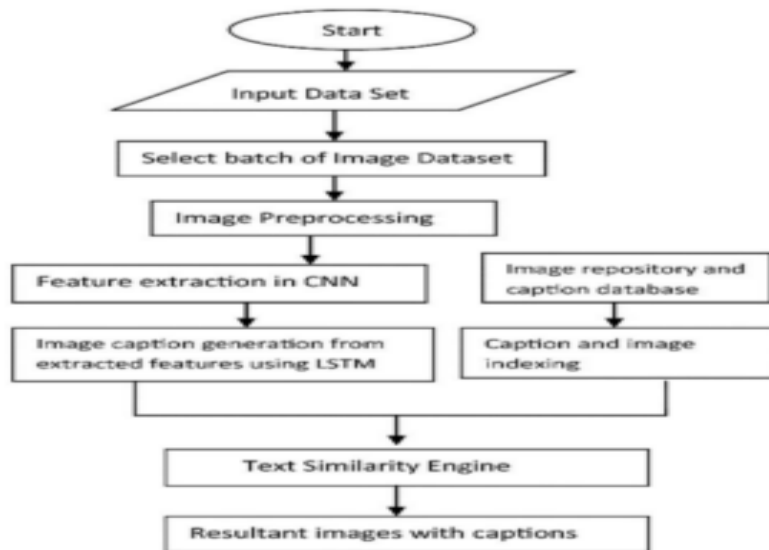 Start
Input Data Set
Select batch of Image Dataset
Image Preprocessing
Feature extraction in CNN
Image repository and
caption database
Image caption generation from
extracted features using LSTM
Caption and image
indexing
Text Similarity Engine
Resultant images with captions